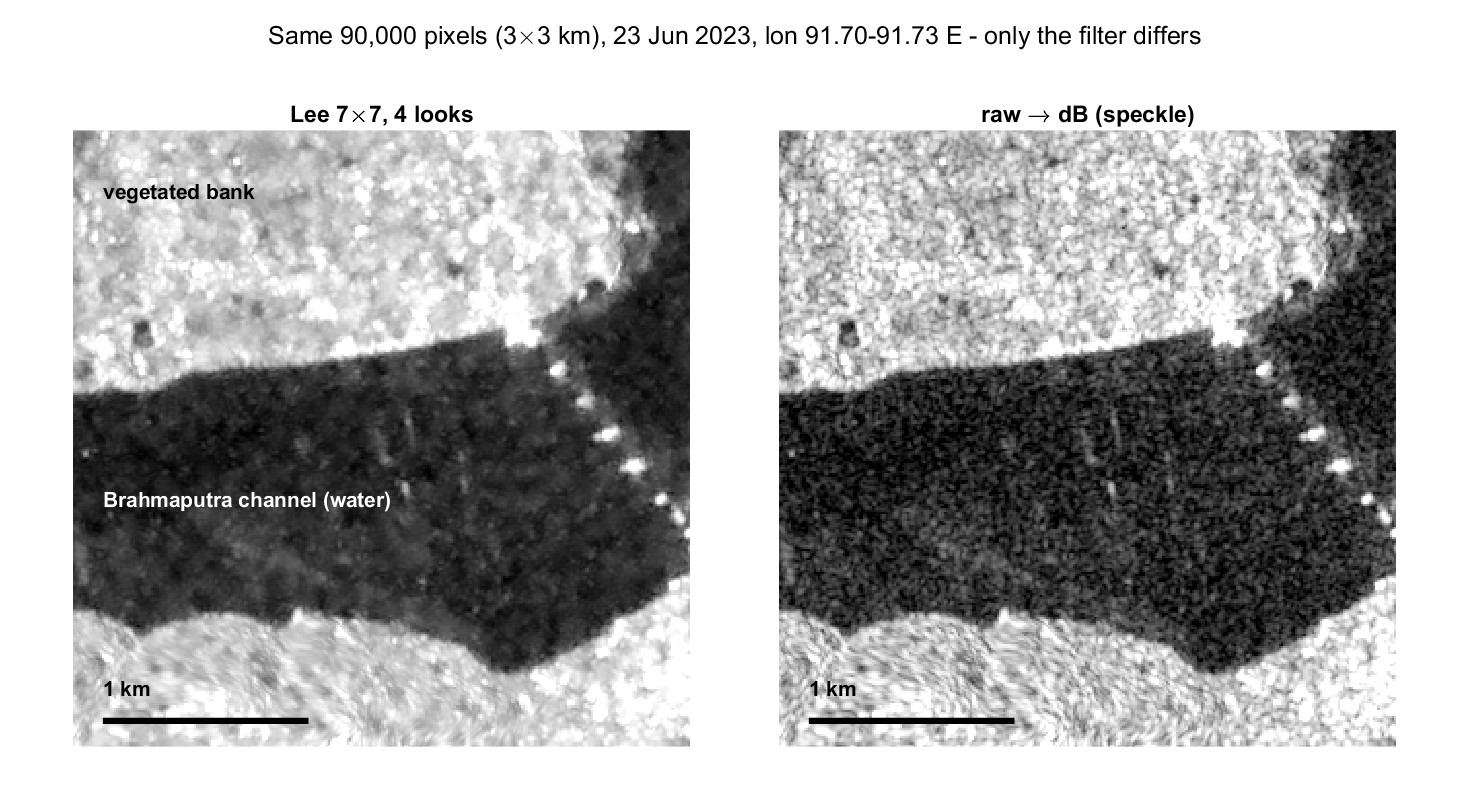 Same 90,000 pixels (3×3 km), 23 Jun 2023, lon 91.70-91.73 E - only the filter differs
Lee 7×7, 4 looks
vegetated bank
Brahmaputra channel (water)
1 km
raw → dB (speckle)
1 km